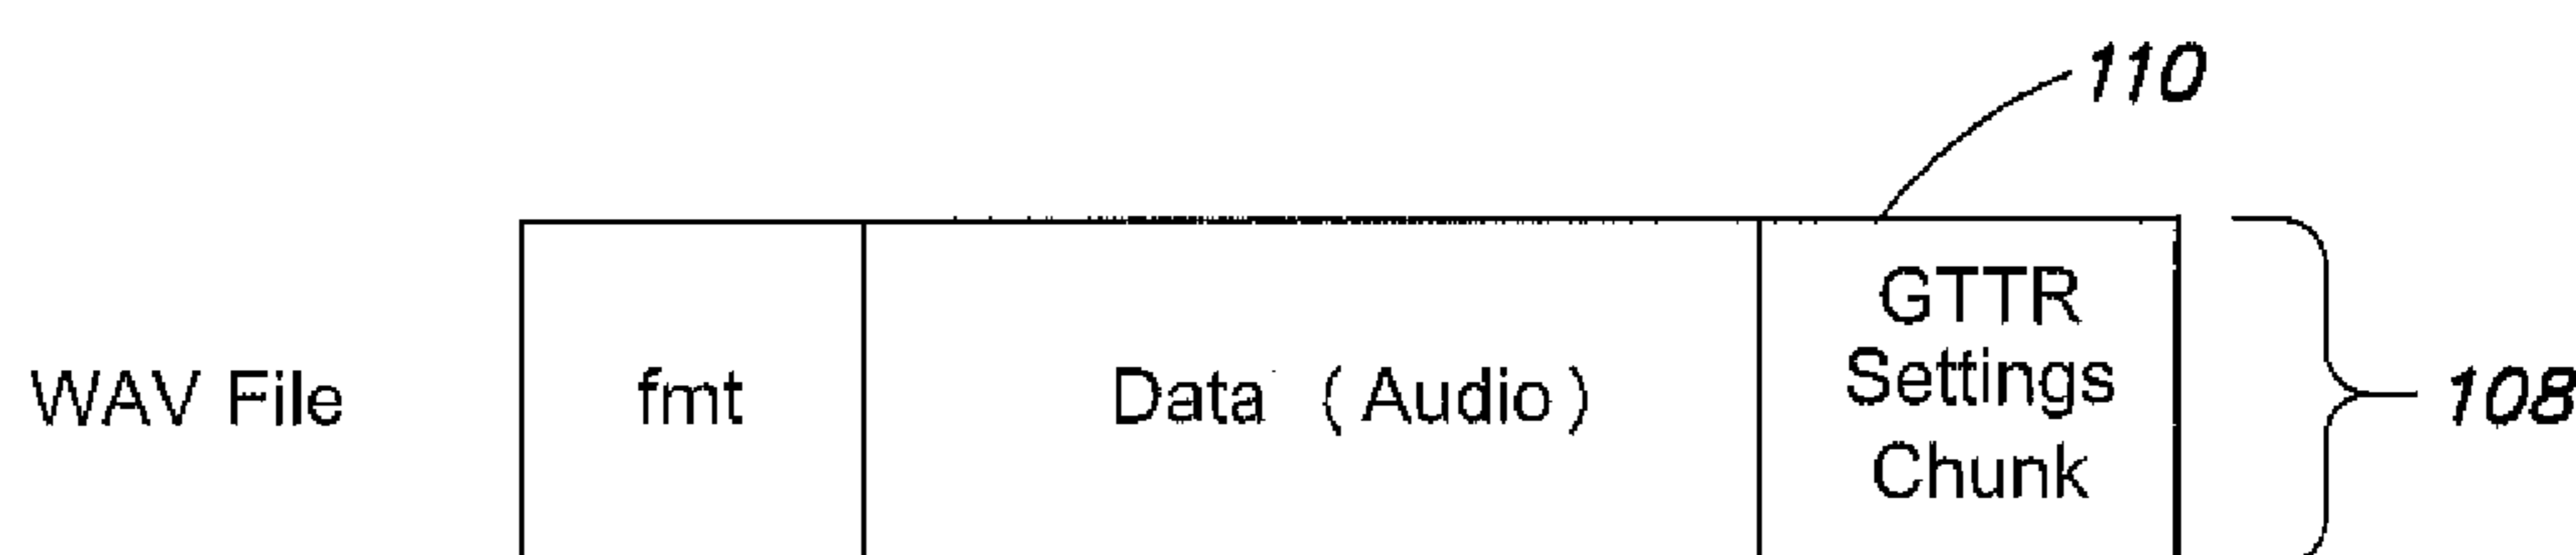 110
WAV File
fmt
Data (Audio)
GTTR
Settings
Chunk
108